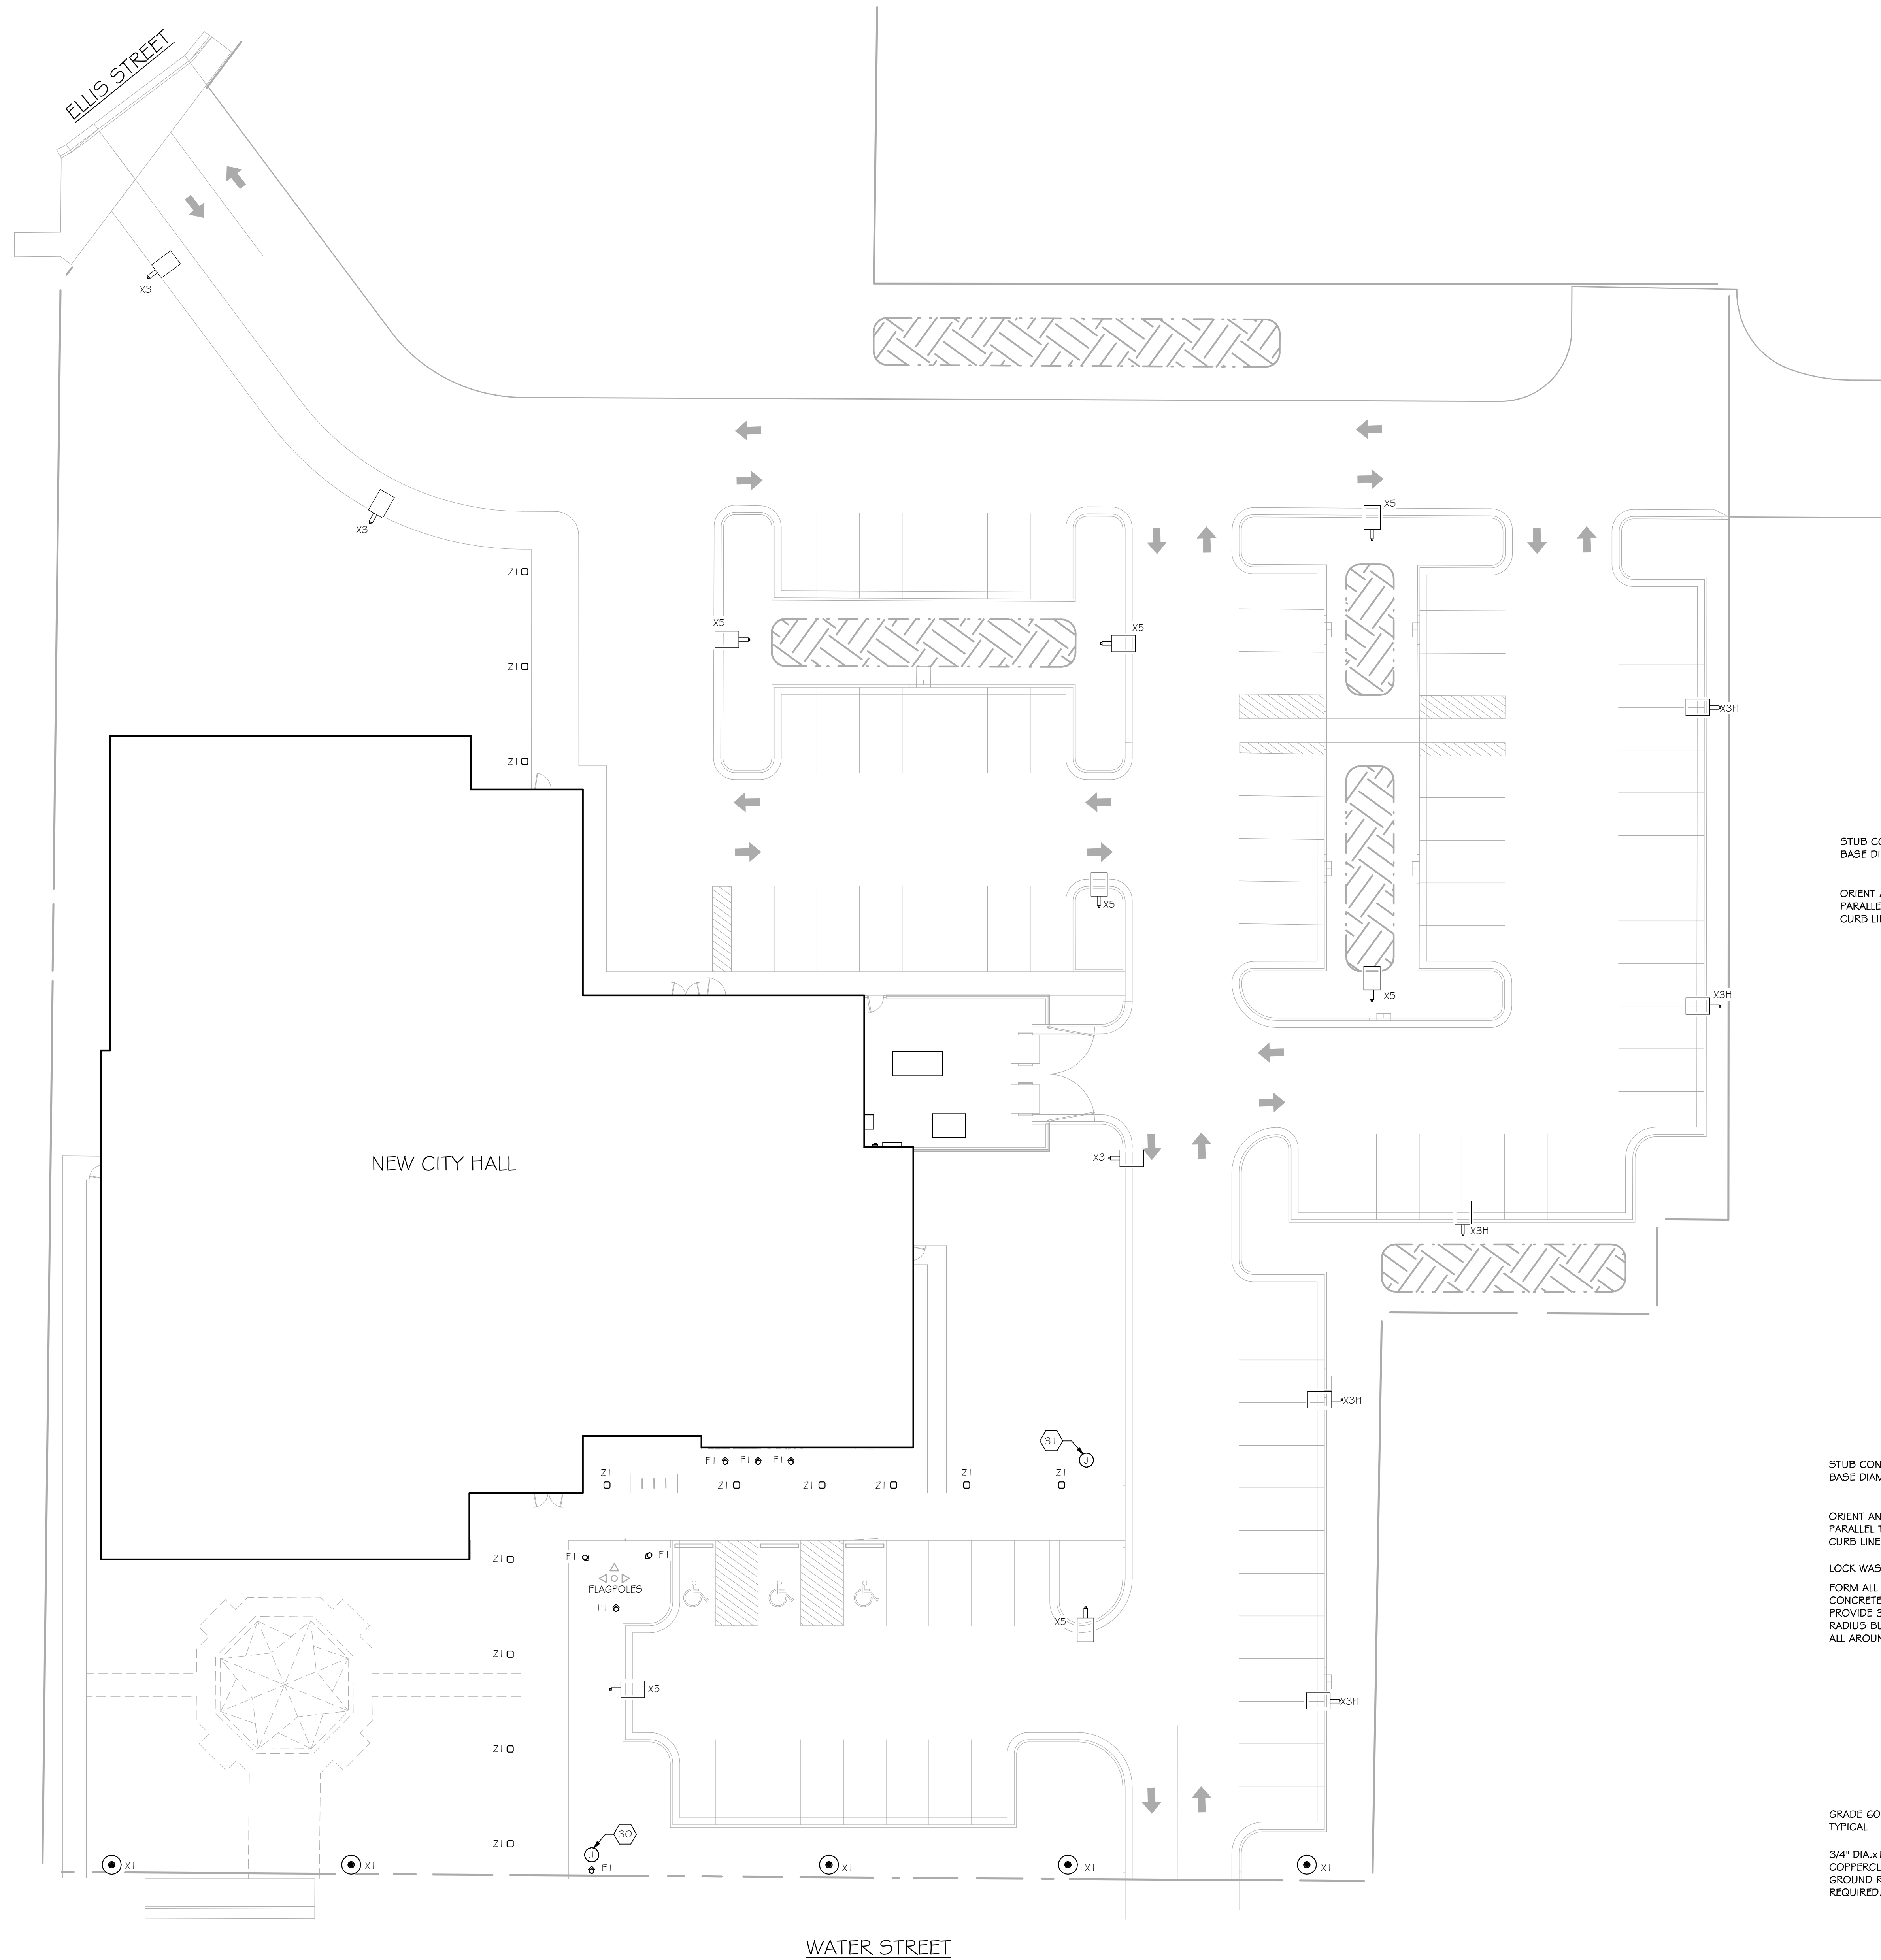 ELLIS STREET
X3
X3
X5
Z1
X5
X5
Z1
X3H
Z1
STUB CO
BASE DI
ORIENT A
PARALLE
CURB LI
X5
X5
X3H
X3
NEW CITY HALL
X3H
X3H
31
J
F1 F1 F1
STUB CON
BASE DIAM
Z1 Z1 Z1 Z1 Z1 Z1
ORIENT AN
PARALLEL T
CURB LINE
Z1
F1 F1
LOCK WAS
FLAGPOLES
FORM ALL
CONCRETE
PROVIDE 3
RADIUS BU
ALL AROUN
F1
X5
Z1
X5
X3H
Z1
GRADE 60
TYPICAL
30
Z1
J
3/4" DIA.x
COPPERCL
GROUND R
REQUIRED.
X1 X1 F1 X1 X1 X1
WATER STREET